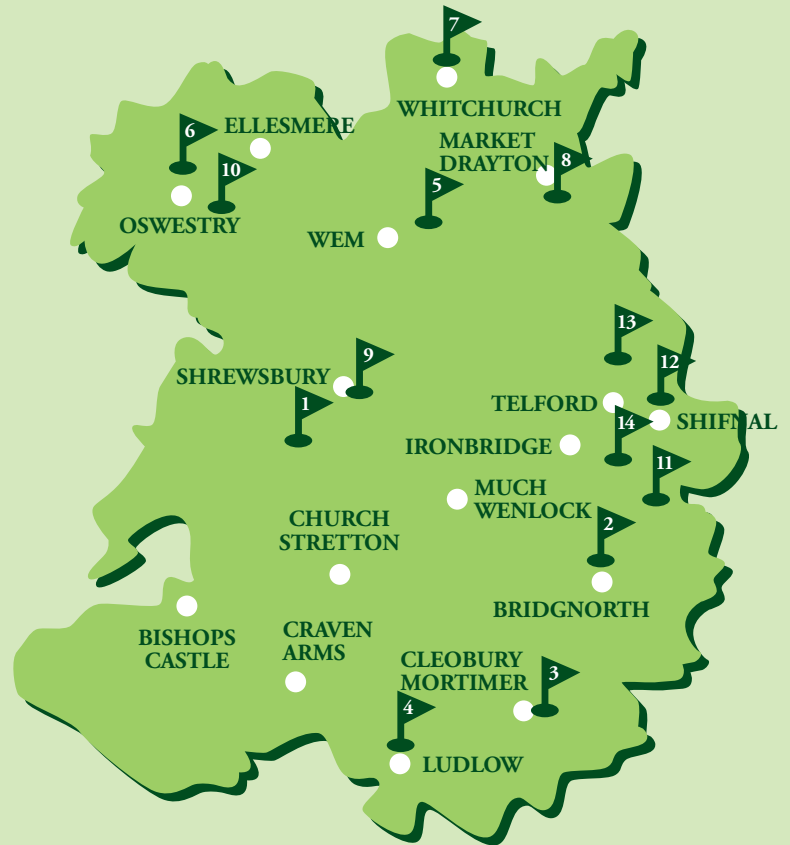 7
WHITCHURCH
6
ELLESMERE
MARKET
DRAYTON
8
10
5
OSWESTRY
WEM
13
9
12
SHREWSBURY
1
TELFORD
14
SHIFNAL
IRONBRIDGE
11
MUCH
WENLOCK
CHURCH
STRETTON
2
BRIDGNORTH
BISHOPS
CASTLE
CRAVEN
ARMS
CLEOBURY
MORTIMER
3
4
LUDLOW